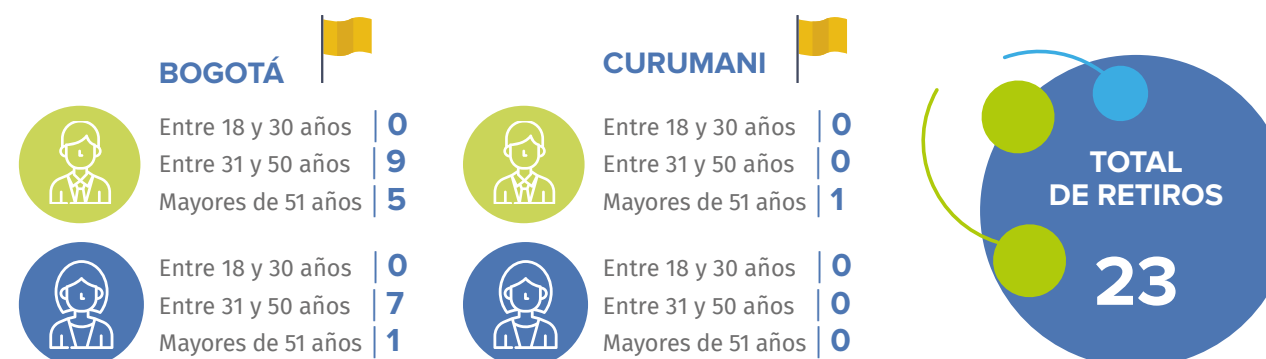 BOGOTÁ
Entre 18 y 30 años | 0
Entre 31 y 50 años | 9
Mayores de 51 años | 5
Entre 18 y 30 años | 0
Entre 31 y 50 años | 7
Mayores de 51 años | 1
CURUMANI
Entre 18 y 30 años | 0
Entre 31 y 50 años | 0
Mayores de 51 años | 1
Entre 18 y 30 años | 0
Entre 31 y 50 años | 0
Mayores de 51 años | 0
TOTAL
DE RETIROS
23